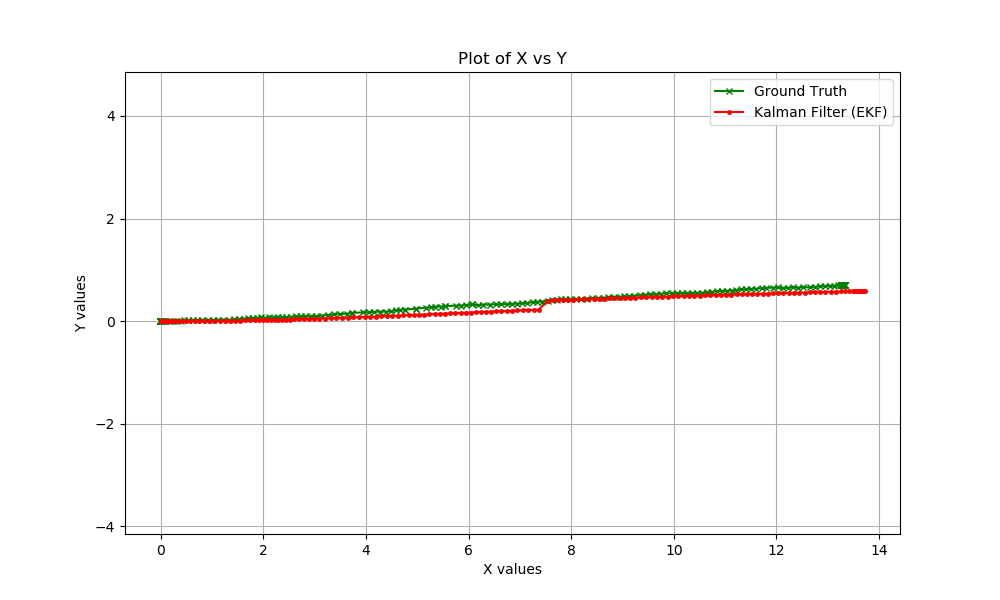 Plot of X vs Y
Ground Truth
Kalman Filter (EKF)
4
2
0
−2
−4
Y values
0 2 4 6 8 10 12 14
X values